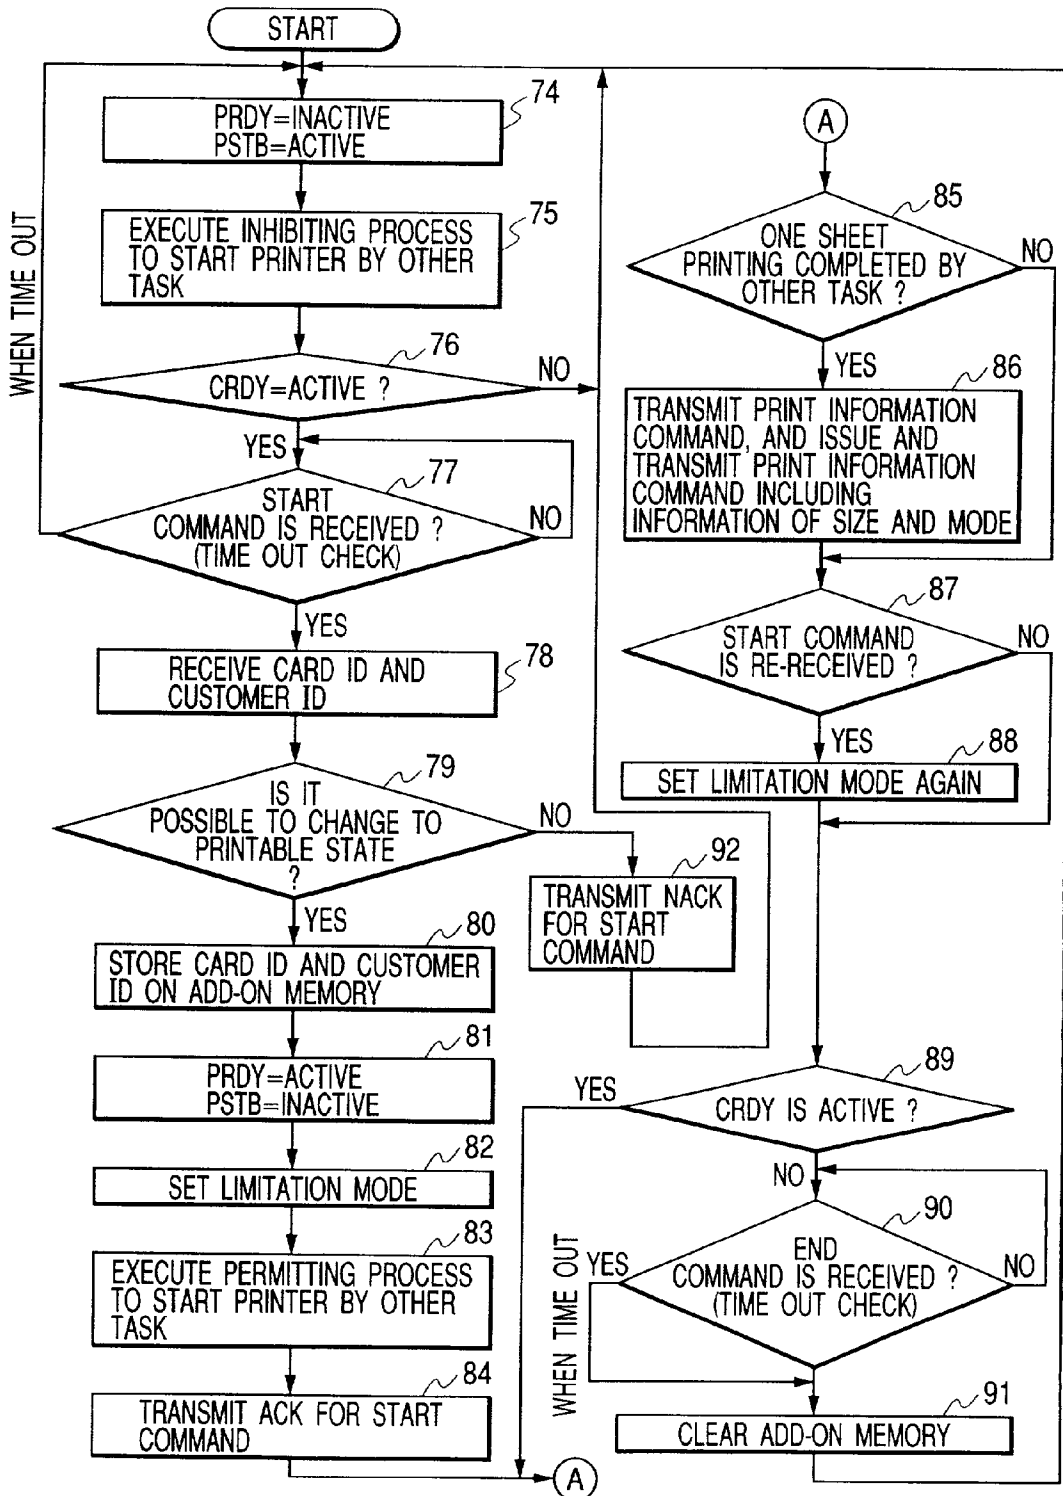 START
WHEN TIME OUT
74
PRDY=INACTIVE
PSTB=ACTIVE
75
EXECUTE INHIBITING PROCESS
TO START PRINTER BY OTHER
TASK
76
CRDY=ACTIVE ?
NO
YES
77
START
COMMAND IS RECEIVED ?
(TIME OUT CHECK)
NO
YES
78
RECEIVE CARD ID AND
CUSTOMER ID
79
IS IT
POSSIBLE TO CHANGE TO
PRINTABLE STATE
?
NO
YES
92
TRANSMIT NACK
FOR START
COMMAND
80
STORE CARD ID AND CUSTOMER
ID ON ADD-ON MEMORY
81
PRDY=ACTIVE
PSTB=INACTIVE
82
SET LIMITATION MODE
83
EXECUTE PERMITTING PROCESS
TO START PRINTER BY OTHER
TASK
84
TRANSMIT ACK FOR START
COMMAND
A
A
85
ONE SHEET
PRINTING COMPLETED BY
OTHER TASK ?
NO
YES
86
TRANSMIT PRINT INFORMATION
COMMAND, AND ISSUE AND
TRANSMIT PRINT INFORMATION
COMMAND INCLUDING
INFORMATION OF SIZE AND MODE
87
START COMMAND
IS RE-RECEIVED ?
NO
YES
88
SET LIMITATION MODE AGAIN
89
YES
CRDY IS ACTIVE ?
NO
90
YES
END
COMMAND IS RECEIVED ?
(TIME OUT CHECK)
NO
WHEN TIME OUT
91
CLEAR ADD-ON MEMORY